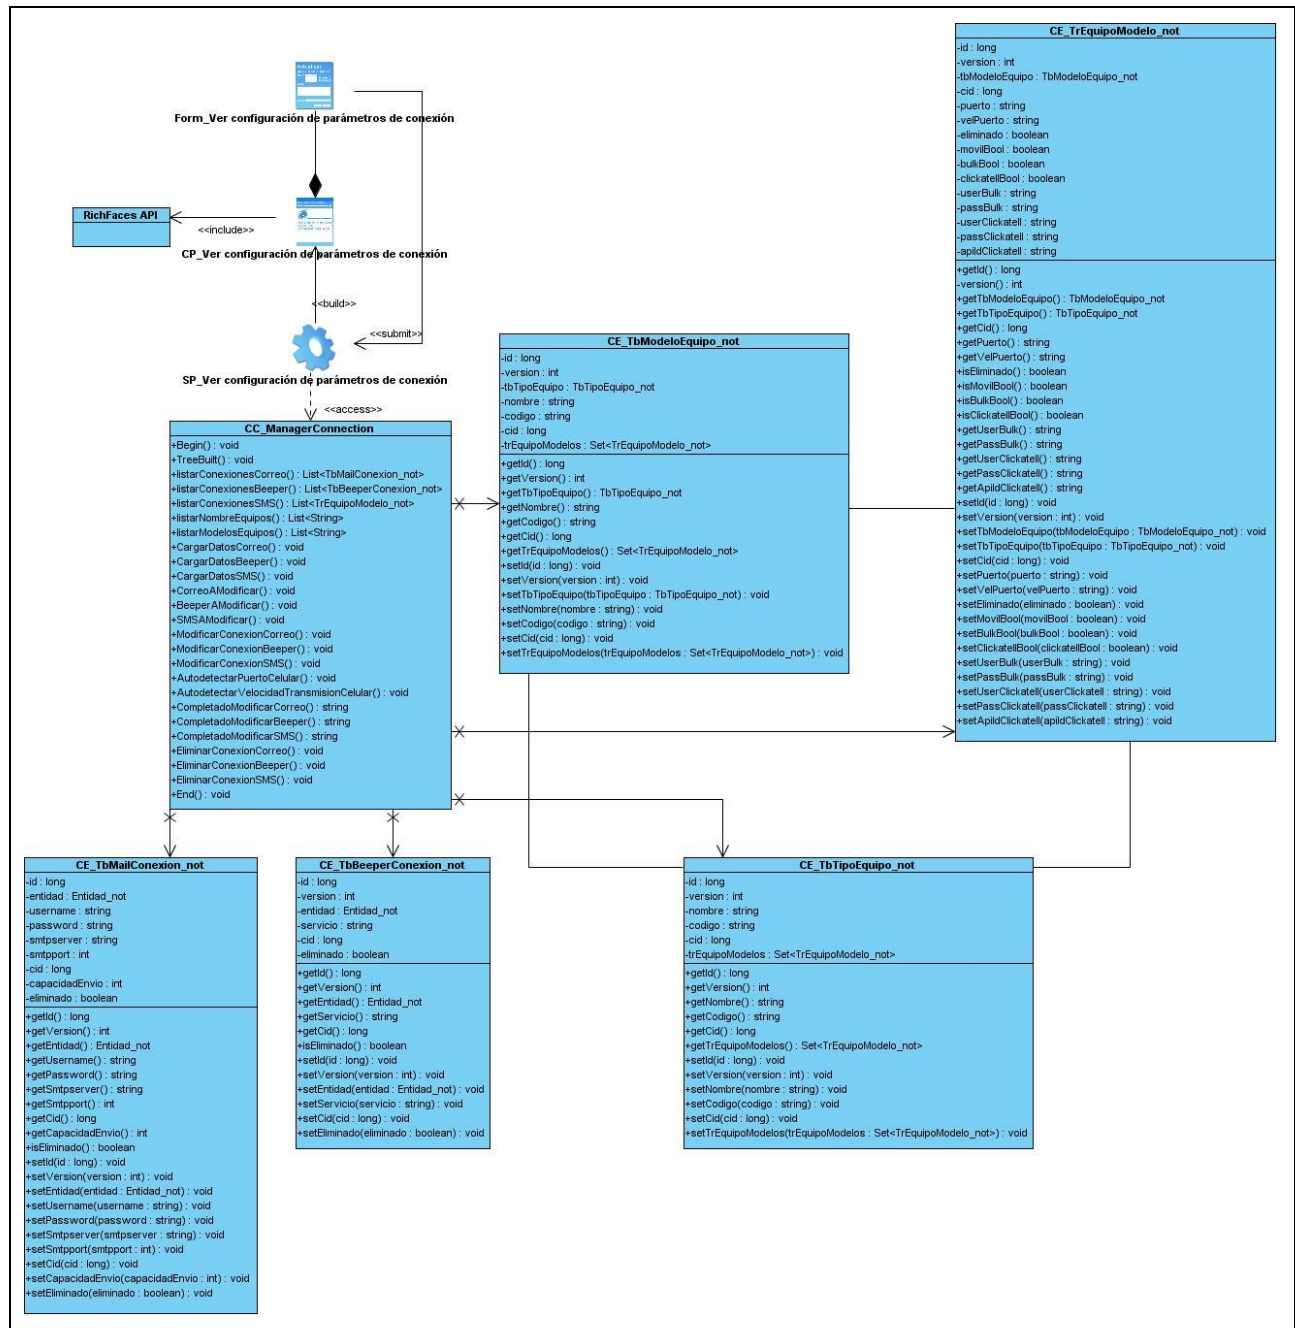 Form_Ver configuración de parámetros de conexión
RichFaces API
<<include>>
CP_Ver configuración de parámetros de conexión
<<build>>
<<submit>>
SP_Ver configuración de parámetros de conexión
<<access>>
CC_ManagerConnection
+Begin() : void
+TreeBuilt() : void
+listarConexionesCorreo() : List<TbMailConexion_not>
+listarConexionesBeeper() : List<TbBeeperConexion_not>
+listarConexionesSMS() : List<TrEquipoModelo_not>
+listarNombreEquipos() : List<String>
+listarModelosEquipos() : List<String>
+CargarDatosCorreo() : void
+CargarDatosBeeper() : void
+CargarDatosSMS() : void
+CorreoAModificar() : void
+BeeperAModificar() : void
+SMSAModificar() : void
+ModificarConexionCorreo() : void
+ModificarConexionBeeper() : void
+ModificarConexionSMS() : void
+AutodetectarPuertoCelular() : void
+AutodetectarVelocidadTransmisionCelular() : void
+CompletadoModificarCorreo() : string
+CompletadoModificarBeeper() : string
+CompletadoModificarSMS() : string
+EliminarConexionCorreo() : void
+EliminarConexionBeeper() : void
+EliminarConexionSMS() : void
+End() : void
CE_TbModeloEquipo_not
-id : long
-version : int
-tbTipoEquipo : TbTipoEquipo_not
-nombre : string
-codigo : string
-cid : long
-trEquipoModelos : Set<TrEquipoModelo_not>
+getId() : long
+getVersion() : int
+getTbTipoEquipo() : TbTipoEquipo_not
+getNombre() : string
+getCodigo() : string
+getCid() : long
+getTrEquipoModelos() : Set<TrEquipoModelo_not>
+setId(id : long) : void
+setVersion(version : int) : void
+setTbTipoEquipo(tbTipoEquipo : TbTipoEquipo_not) : void
+setNombre(nombre : string) : void
+setCodigo(codigo : string) : void
+setCid(cid : long) : void
+setTrEquipoModelos(trEquipoModelos : Set<TrEquipoModelo_not>) : void
CE_TrEquipoModelo_not
-id : long
-version : int
-tbModeloEquipo : TbModeloEquipo_not
-cid : long
-puerto : string
-velPuerto : string
-eliminado : boolean
-movilBool : boolean
-bulkBool : boolean
-clickatellBool : boolean
-userBulk : string
-passBulk : string
-userClickatell : string
-passClickatell : string
-apiIdClickatell : string
+getId() : long
-version() : int
+getTbModeloEquipo() : TbModeloEquipo_not
+getTbTipoEquipo() : TbTipoEquipo_not
+getCid() : long
+getPuerto() : string
+getVelPuerto() : string
+isEliminado() : boolean
+isMovilBool() : boolean
+isBulkBool() : boolean
+isClickatellBool() : boolean
+getUserBulk() : string
+getPassBulk() : string
+getUserClickatell() : string
+getPassClickatell() : string
+getApiIdClickatell() : string
+setId(id : long) : void
+setVersion(version : int) : void
+setTbModeloEquipo(tbModeloEquipo : TbModeloEquipo_not) : void
+setTbTipoEquipo(tbTipoEquipo : TbTipoEquipo_not) : void
+setCid(cid : long) : void
+setPuerto(puerto : string) : void
+setVelPuerto(velPuerto : string) : void
+setEliminado(eliminado : boolean) : void
+setMovilBool(movilBool : boolean) : void
+setBulkBool(bulkBool : boolean) : void
+setClickatellBool(clickatellBool : boolean) : void
+setUserBulk(userBulk : string) : void
+setPassBulk(passBulk : string) : void
+setUserClickatell(userClickatell : string) : void
+setPassClickatell(passClickatell : string) : void
+setApiIdClickatell(apiIdClickatell : string) : void
CE_TbMailConexion_not
-id : long
-entidad : Entidad_not
-username : string
-password : string
-smtpserver : string
-smtpport : int
-cid : long
-capacidadEnvio : int
-eliminado : boolean
+getId() : long
+getVersion() : int
+getEntidad() : Entidad_not
+getUsername() : string
+getPassword() : string
+getSmtpserver() : string
+getSmtpport() : int
+getCid() : long
+getCapacidadEnvio() : int
+isEliminado() : boolean
+setId(id : long) : void
+setVersion(version : int) : void
+setEntidad(entidad : Entidad_not) : void
+setUsername(username : string) : void
+setPassword(password : string) : void
+setSmtpserver(smtpserver : string) : void
+setSmtpport(smtpport : int) : void
+setCid(cid : long) : void
+setCapacidadEnvio(capacidadEnvio : int) : void
+setEliminado(eliminado : boolean) : void
CE_TbBeeperConexion_not
-id : long
-version : int
-entidad : Entidad_not
-servicio : string
-cid : long
-eliminado : boolean
+getId() : long
+getVersion() : int
+getEntidad() : Entidad_not
+getServicio() : string
+getCid() : long
+isEliminado() : boolean
+setId(id : long) : void
+setVersion(version : int) : void
+setEntidad(entidad : Entidad_not) : void
+setServicio(servicio : string) : void
+setCid(cid : long) : void
+setEliminado(eliminado : boolean) : void
CE_TbTipoEquipo_not
-id : long
-version : int
-nombre : string
-codigo : string
-cid : long
-trEquipoModelos : Set<TrEquipoModelo_not>
+getId() : long
+getVersion() : int
+getNombre() : string
+getCodigo() : string
+getCid() : long
+getTrEquipoModelos() : Set<TrEquipoModelo_not>
+setId(id : long) : void
+setVersion(version : int) : void
+setNombre(nombre : string) : void
+setCodigo(codigo : string) : void
+setCid(cid : long) : void
+setTrEquipoModelos(trEquipoModelos : Set<TrEquipoModelo_not>) : void